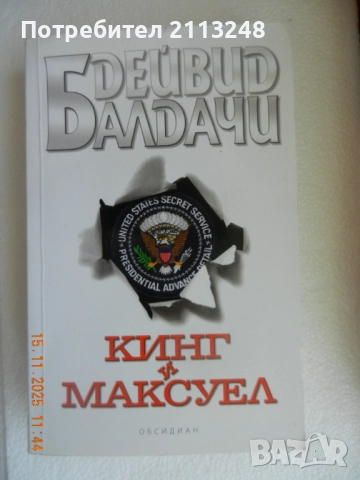 Потребител 2113248
ДЕЙВИД
БАЛДАЧИ
UNITED STATES SECRET SERVICE
PRESIDENTIAL ADVANCE DETAIL
КИНГ
И
МАКСУЕЛ
ОБСИДИАН
15.11.2025 11:44
BAZAR